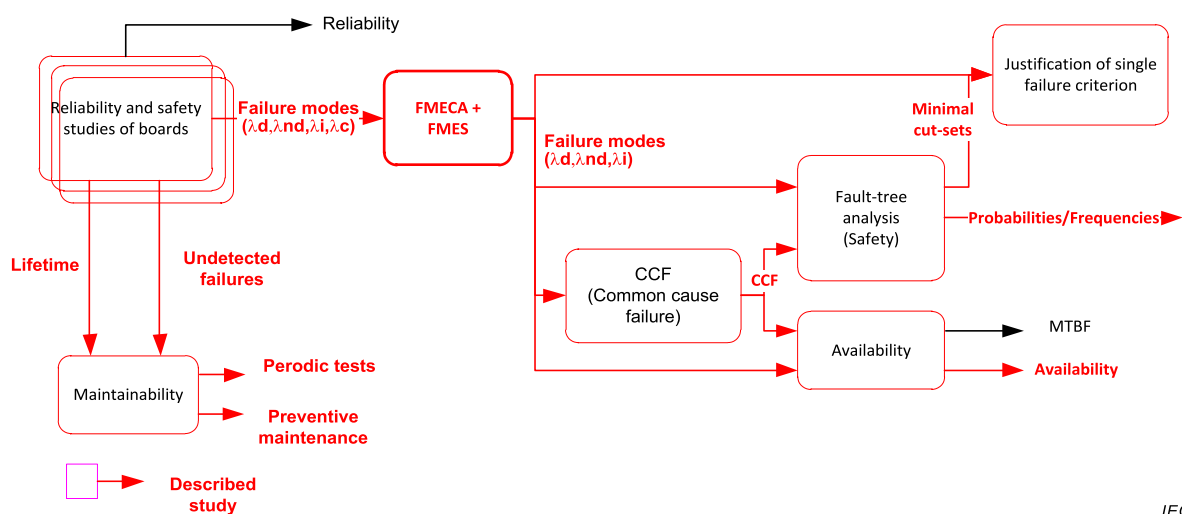 Reliability
Reliability and safety
studies of boards
Failure modes
(λd,λnd,λi,λc)
FMECA +
FMES
Justification of single
failure criterion
Minimal
cut-sets
Failure modes
(λd,λnd,λi)
Fault-tree
analysis
(Safety)
Probabilities/Frequencies
Lifetime
Undetected
failures
CCF
(Common cause
failure)
CCF
Availability
MTBF
Availability
Maintainability
Perodic tests
Preventive
maintenance
Described
study